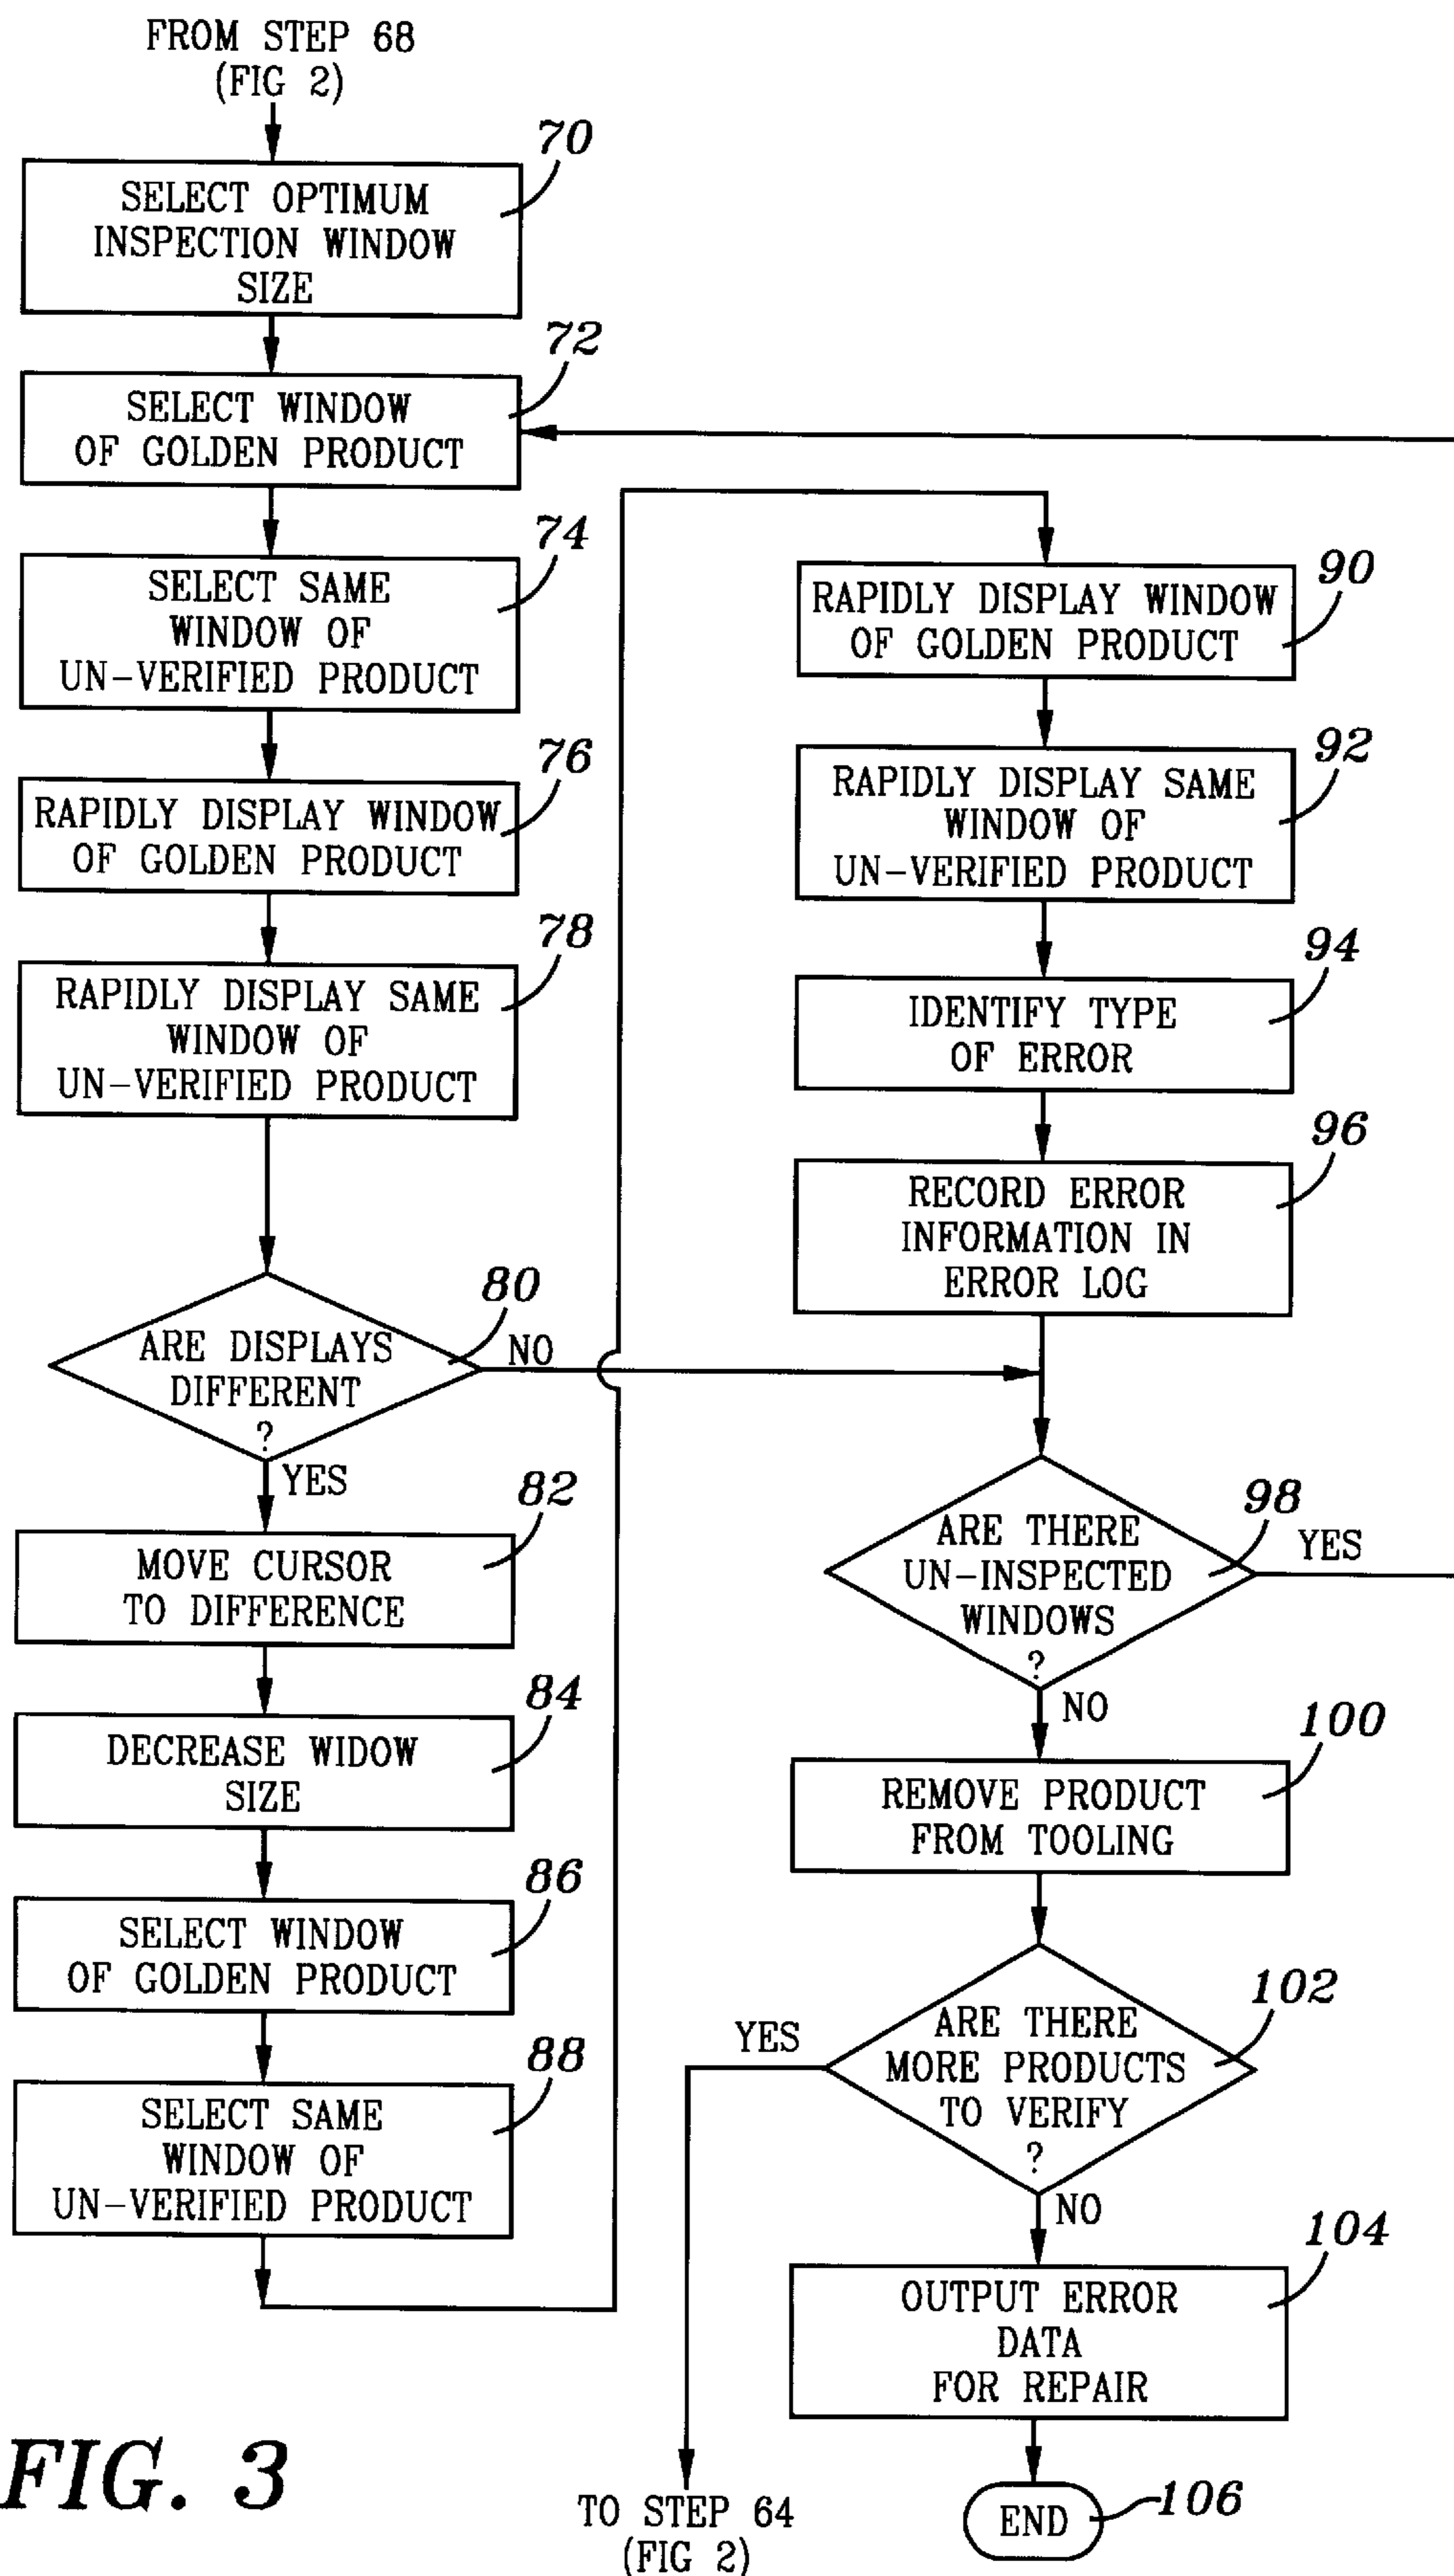 FROM STEP 68
(FIG 2)
70
SELECT OPTIMUM
INSPECTION WINDOW
SIZE
72
SELECT WINDOW
OF GOLDEN PRODUCT
74
SELECT SAME
WINDOW OF
UN-VERIFIED PRODUCT
76
RAPIDLY DISPLAY WINDOW
OF GOLDEN PRODUCT
78
RAPIDLY DISPLAY SAME
WINDOW OF
UN-VERIFIED PRODUCT
80
ARE DISPLAYS
DIFFERENT
?
NO
YES
82
MOVE CURSOR
TO DIFFERENCE
84
DECREASE WIDOW
SIZE
86
SELECT WINDOW
OF GOLDEN PRODUCT
88
SELECT SAME
WINDOW OF
UN-VERIFIED PRODUCT
90
RAPIDLY DISPLAY WINDOW
OF GOLDEN PRODUCT
92
RAPIDLY DISPLAY SAME
WINDOW OF
UN-VERIFIED PRODUCT
94
IDENTIFY TYPE
OF ERROR
96
RECORD ERROR
INFORMATION IN
ERROR LOG
98
ARE THERE
UN-INSPECTED
WINDOWS
?
YES
NO
100
REMOVE PRODUCT
FROM TOOLING
102
ARE THERE
MORE PRODUCTS
TO VERIFY
?
YES
NO
104
OUTPUT ERROR
DATA
FOR REPAIR
TO STEP 64
(FIG 2)
END
106
FIG. 3